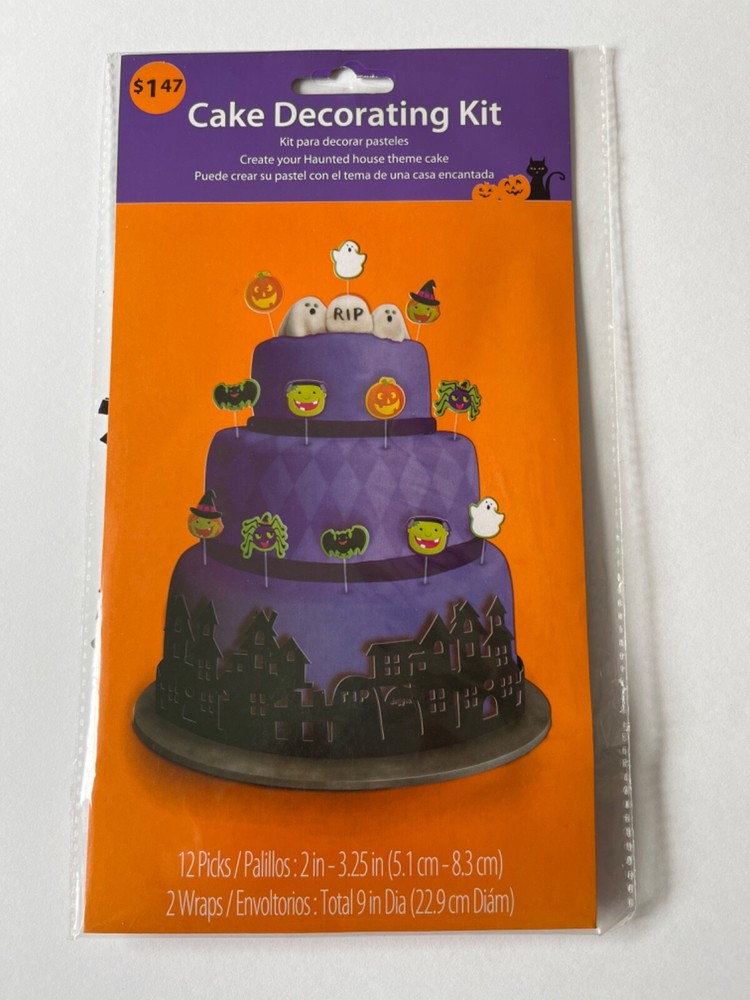 $1 47
Cake Decorating Kit
Kit para decorar pasteles
Create your Haunted house theme cake
Puede crear su pastel con el tema de una casa encantada
RIP
RIP
12 Picks / Palillos : 2 in - 3.25 in (5.1 cm - 8.3 cm)
2 Wraps / Envoltorios : Total 9 in Dia (22.9 cm Diám)